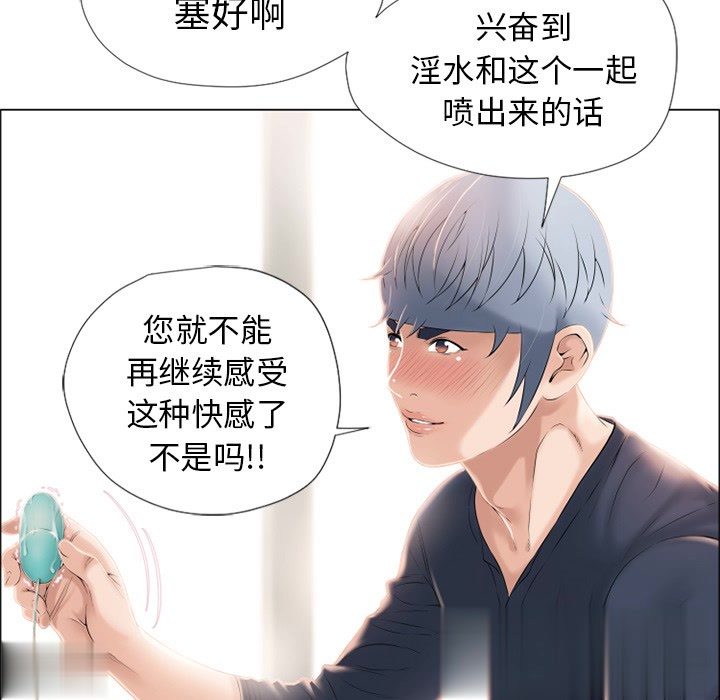 塞好啊
兴奋到
淫水和这个一起
喷出来的话
您就不能
再继续感受
这种快感了
不是吗!!